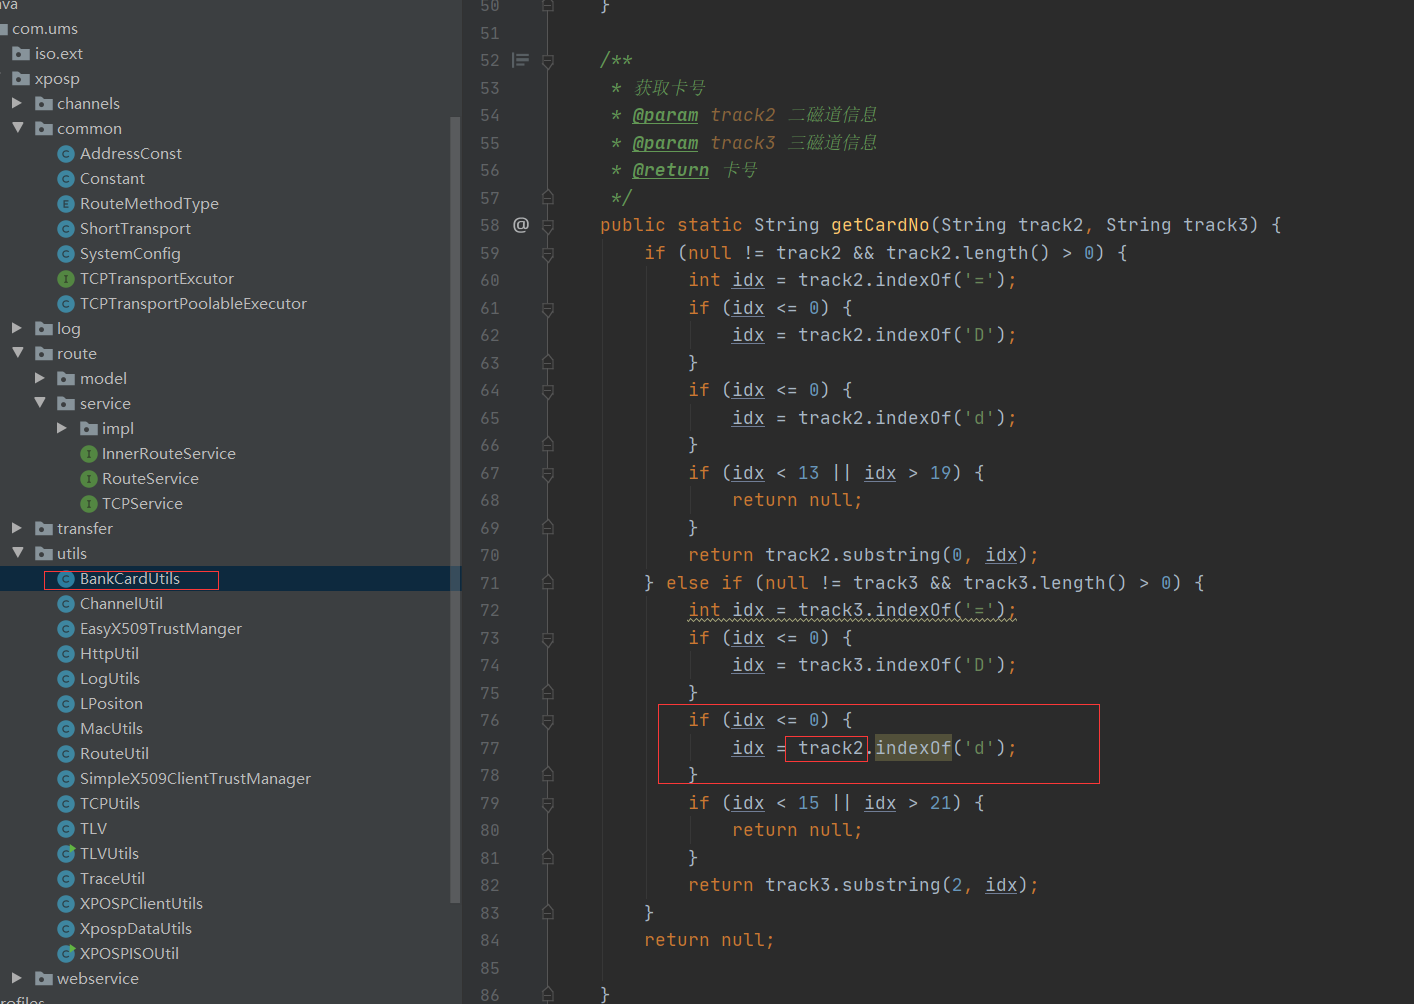 ava
com.ums
iso.ext
xposp
channels
common
AddressConst
Constant
RouteMethodType
ShortTransport
SystemConfig
TCPTransportExcutor
TCPTransportPoolableExecutor
log
route
model
service
impl
InnerRouteService
RouteService
TCPService
transfer
utils
BankCardUtils
ChannelUtil
EasyX509TrustManger
HttpUtil
LogUtils
LPositon
MacUtils
RouteUtil
SimpleX509ClientTrustManager
TCPUtils
TLV
TLVUtils
TraceUtil
XPOSPClientUtils
XpospDataUtils
XPOSPISOUtil
webservice
rofiles
50 }
51
52 /**
53 * 获取卡号
54 * @param track2 二磁道信息
55 * @param track3 三磁道信息
56 * @return 卡号
57 */
58 @ public static String getCardNo(String track2, String track3) {
59 if (null != track2 && track2.length() > 0) {
60 int idx = track2.indexOf('=');
61 if (idx <= 0) {
62 idx = track2.indexOf('D');
63 }
64 if (idx <= 0) {
65 idx = track2.indexOf('d');
66 }
67 if (idx < 13 || idx > 19) {
68 return null;
69 }
70 return track2.substring(0, idx);
71 } else if (null != track3 && track3.length() > 0) {
72 int idx = track3.indexOf('=');
73 if (idx <= 0) {
74 idx = track3.indexOf('D');
75 }
76 if (idx <= 0) {
77 idx = track2.indexOf('d');
78 }
79 if (idx < 15 || idx > 21) {
80 return null;
81 }
82 return track3.substring(2, idx);
83 }
84 return null;
85
86 }